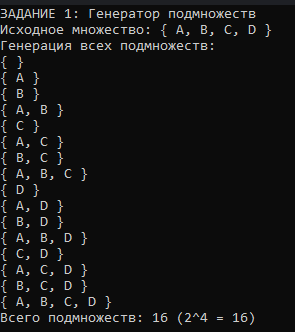 ЗАДАНИЕ 1: Генератор подмножеств
Исходное множество: { A, B, C, D }
Генерация всех подмножеств:
{ }
{ A }
{ B }
{ A, B }
{ C }
{ A, C }
{ B, C }
{ A, B, C }
{ D }
{ A, D }
{ B, D }
{ A, B, D }
{ C, D }
{ A, C, D }
{ B, C, D }
{ A, B, C, D }
Всего подмножеств: 16 (2^4 = 16)